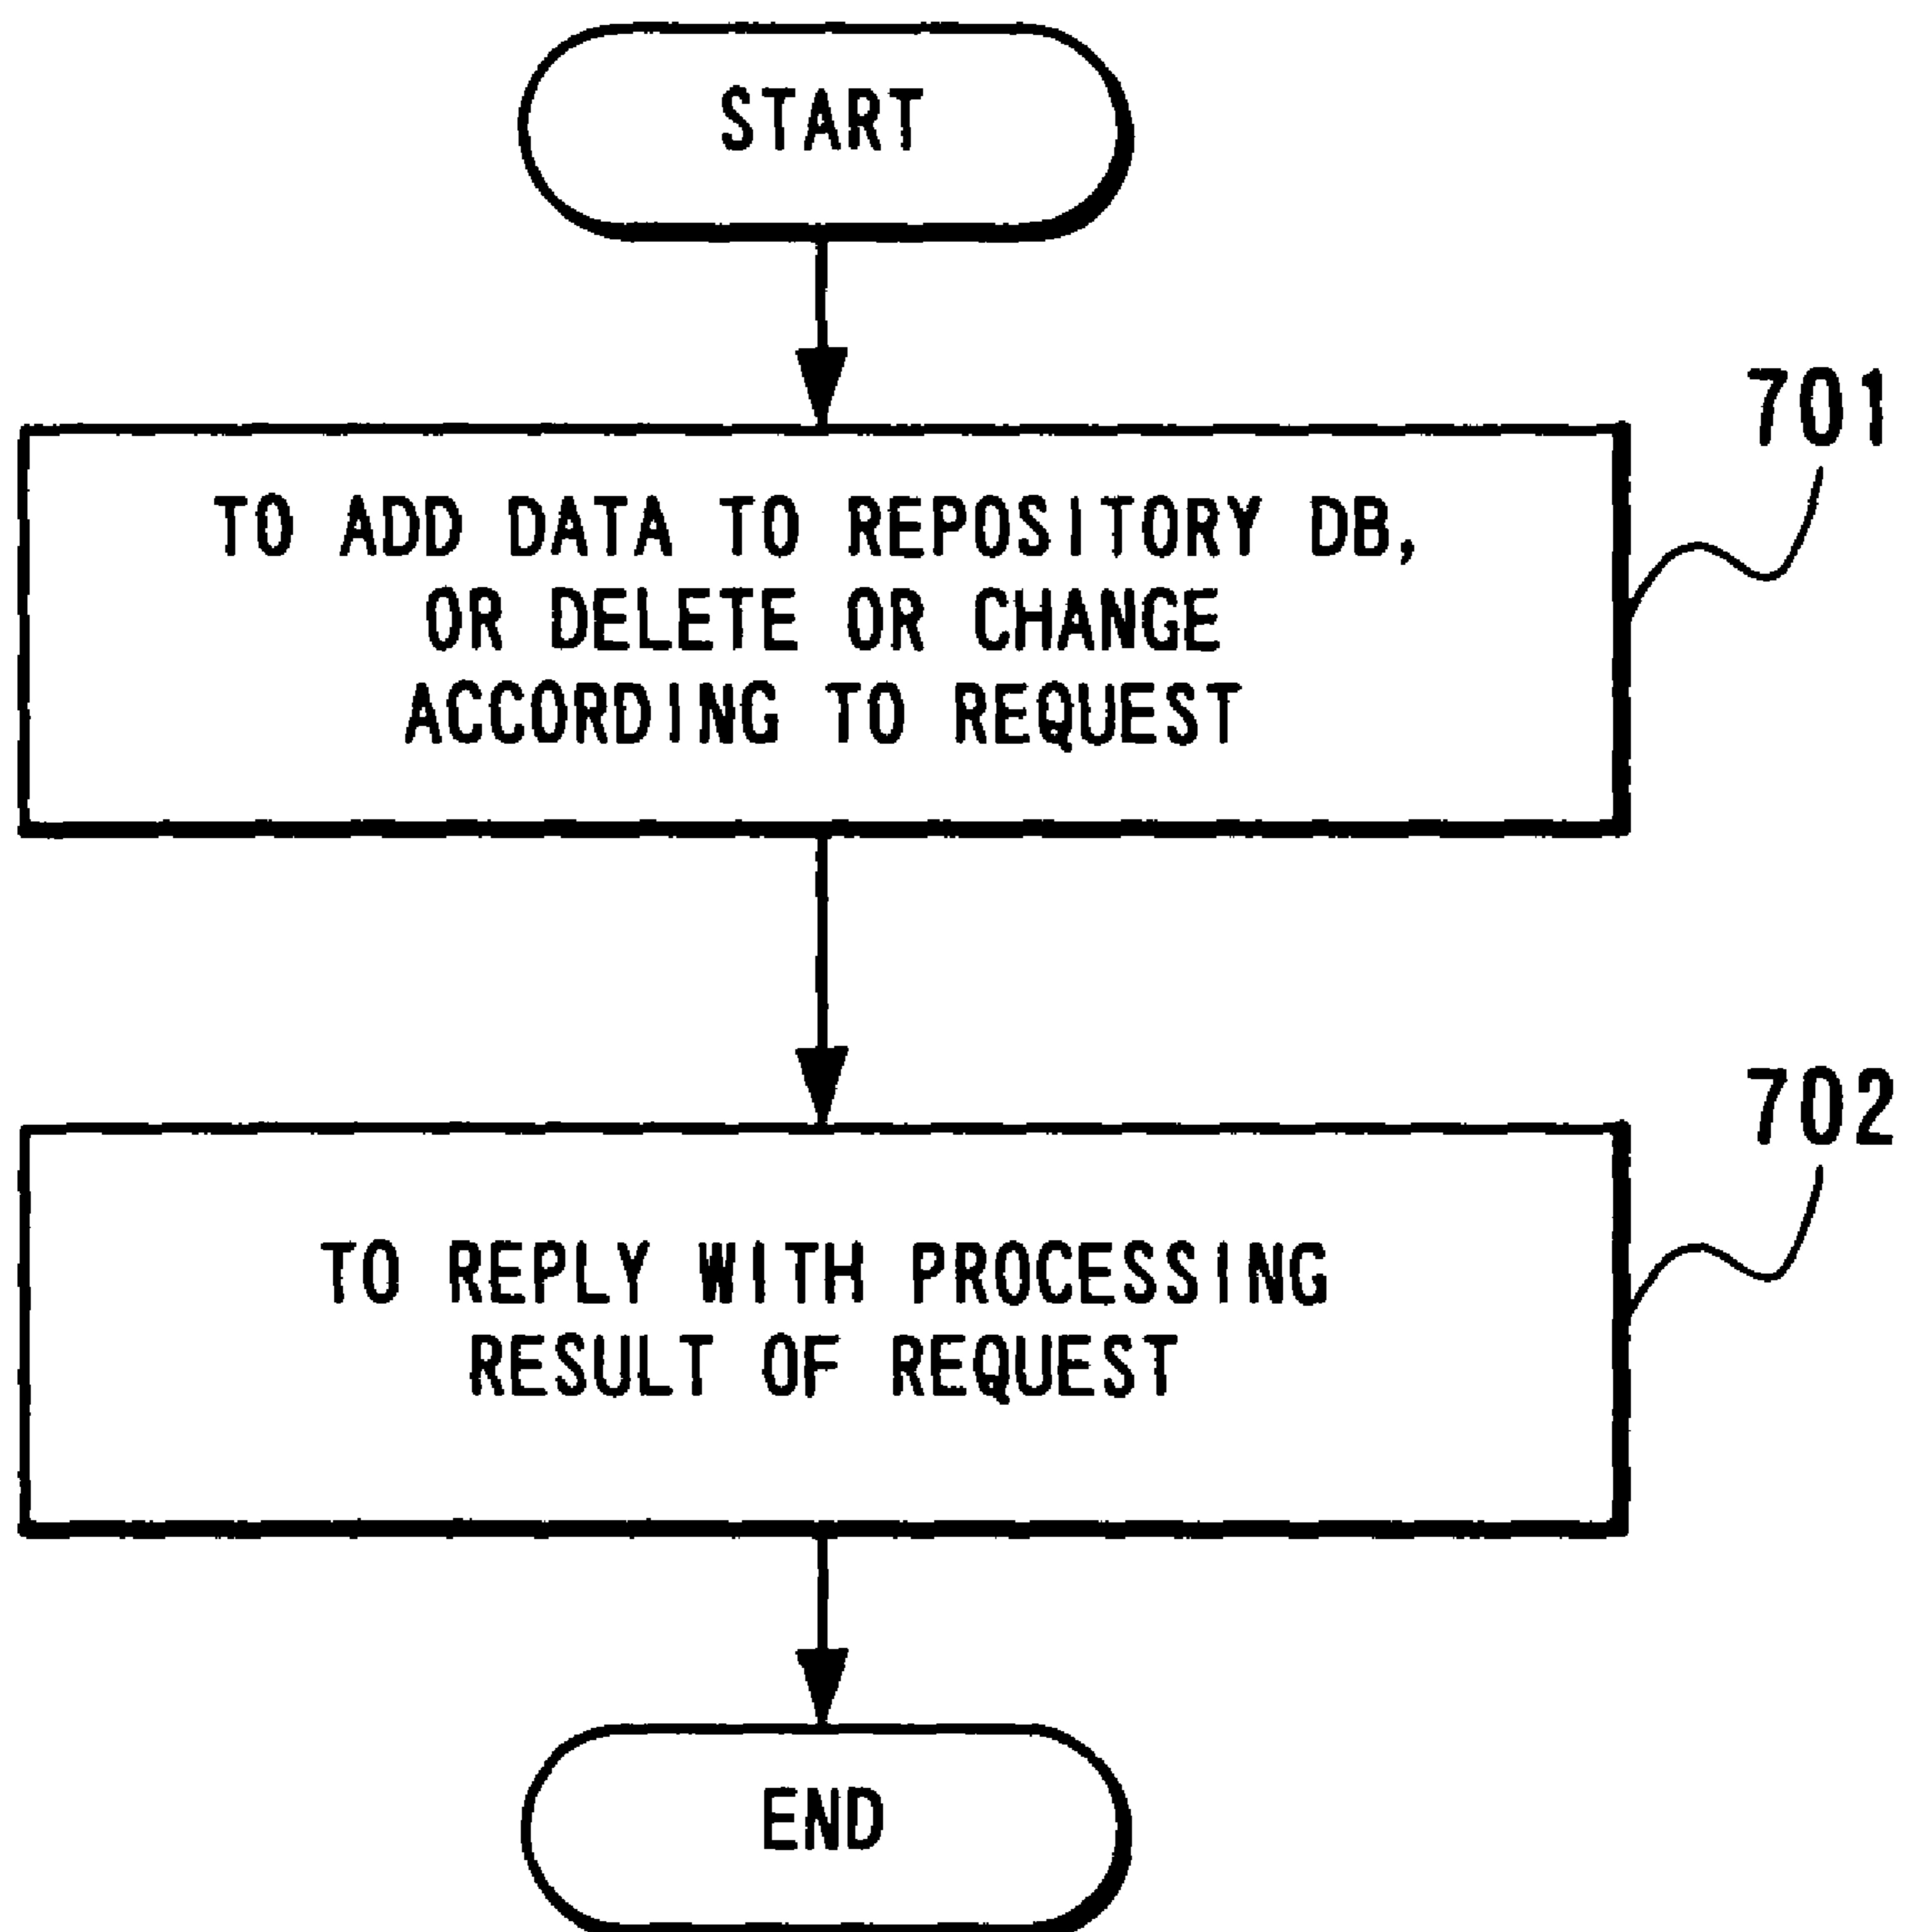 START
701
TO ADD DATA TO REPOSITORY DB,
OR DELETE OR CHANGE
ACCORDING TO REQUEST
702
TO REPLY WITH PROCESSING
RESULT OF REQUEST
END